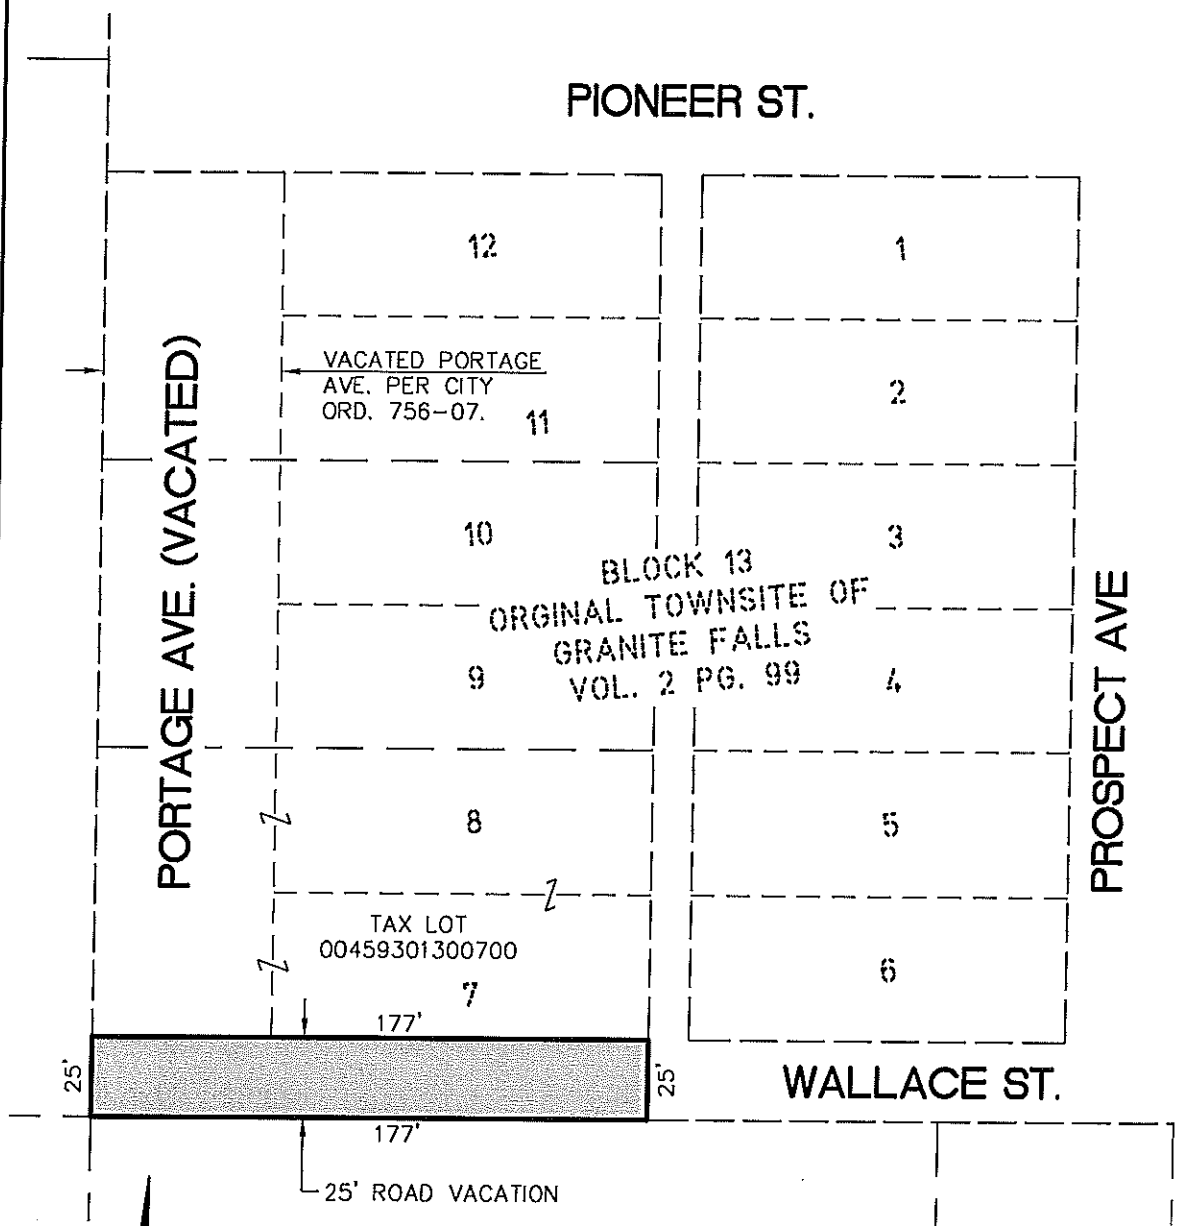 PIONEER ST.
12
1
VACATED PORTAGE
AVE. PER CITY
ORD. 756-07.
11
2
PORTAGE AVE. (VACATED)
10
3
BLOCK 13
ORGINAL TOWNSITE OF
GRANITE FALLS
VOL. 2 PG. 99
9
4
PROSPECT AVE
8
5
TAX LOT
00459301300700
7
6
177'
25'
25'
WALLACE ST.
177'
25' ROAD VACATION